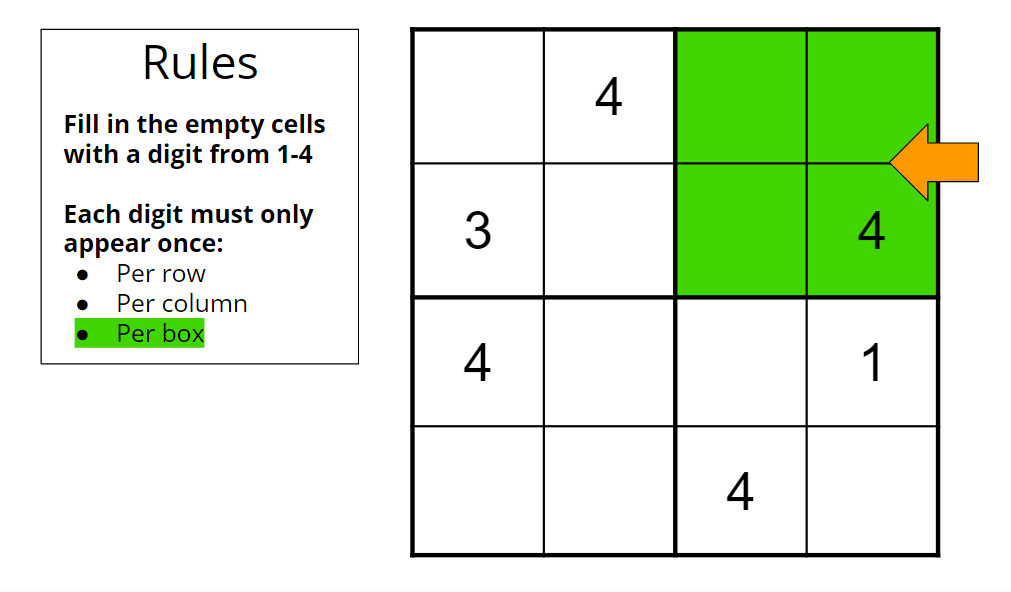 Rules
Fill in the empty cells
with a digit from 1-4
Each digit must only
appear once:
● Per row
● Per column
● Per box
4
3 4
4 1
4